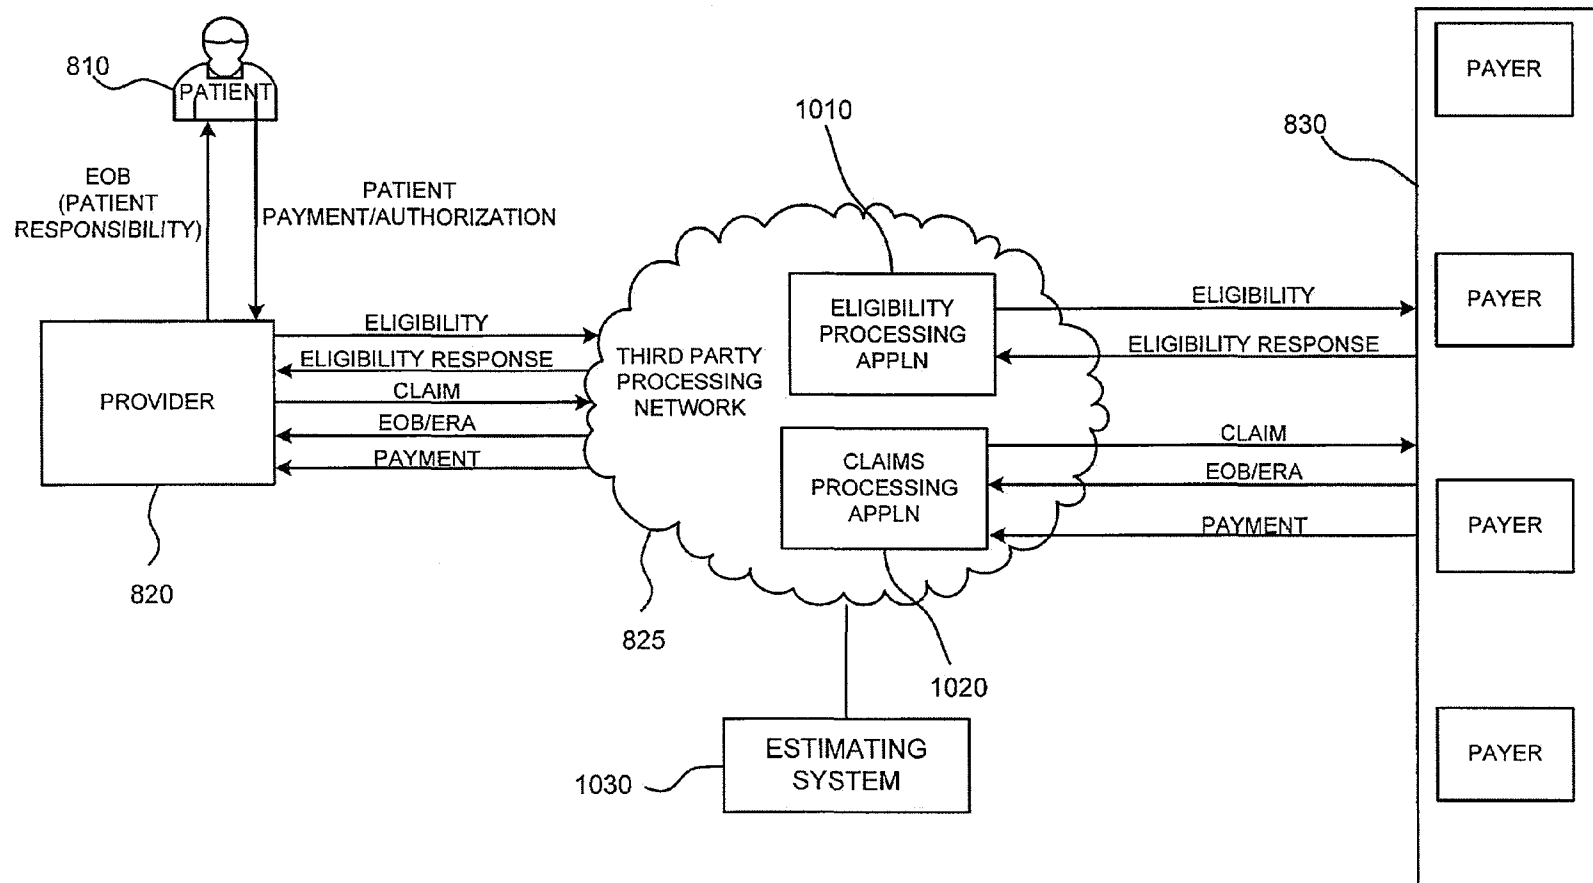 810
PATIENT
EOB
(PATIENT
RESPONSIBILITY)
PATIENT
PAYMENT/AUTHORIZATION
PROVIDER
820
ELIGIBILITY
ELIGIBILITY RESPONSE
CLAIM
EOB/ERA
PAYMENT
THIRD PARTY
PROCESSING
NETWORK
825
1010
ELIGIBILITY
PROCESSING
APPLN
CLAIMS
PROCESSING
APPLN
1020
ESTIMATING
SYSTEM
1030
ELIGIBILITY
ELIGIBILITY RESPONSE
CLAIM
EOB/ERA
PAYMENT
830
PAYER
PAYER
PAYER
PAYER